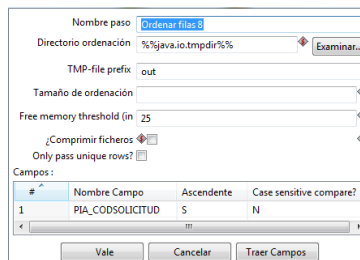 Nombre paso Ordenar filas 8
Directorio ordenación %%java.io.tmpdir%% Examinar...
TMP-file prefix out
Tamaño de ordenación
Free memory threshold (in 25
¿Comprimir ficheros
Only pass unique rows?
Campos :
# Nombre Campo Ascendente Case sensitive compare?
1 PIA_CODSOLICITUD S N
Vale Cancelar Traer Campos